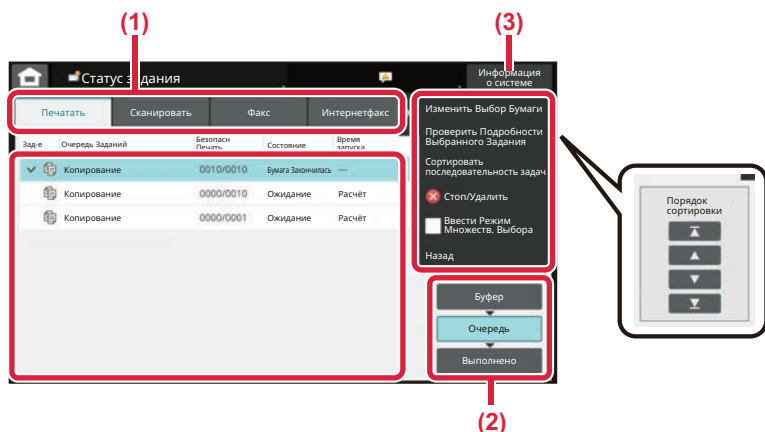 (1)
(3)
Статус задания
Информация
о системе
Печатать
Сканировать
Факс
Интернетфакс
Зад-е
Очередь Заданий
Безопасн
Печать
Состояние
Время
запуска
Копирование
0010/0010
Бумага Закончилась
---
Копирование
0000/0010
Ожидание
Расчёт
Копирование
0000/0001
Ожидание
Расчёт
Изменить Выбор Бумаги
Проверить Подробности
Выбранного Задания
Сортировать
последовательность задач
Стоп/Удалить
Ввести Режим
Множеств. Выбора
Назад
Буфер
Очередь
Выполнено
(2)
Порядок
сортировки